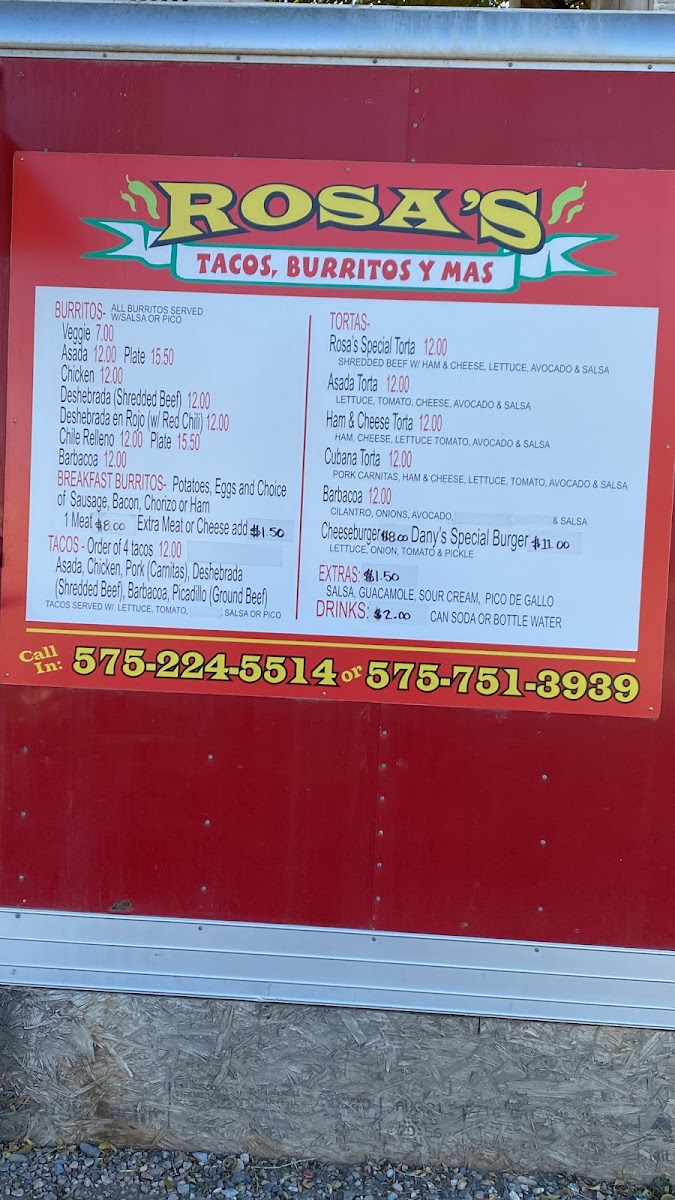 ROSA'S
TACOS, BURRITOS Y MAS
BURRITOS- ALL BURRITOS SERVED
W/SALSA OR PICO
Veggie 7.00
Asada 12.00 Plate 15.50
Chicken 12.00
Deshebrada (Shredded Beef) 12.00
Deshebrada en Rojo (w/ Red Chili) 12.00
Chile Relleno 12.00 Plate 15.50
Barbacoa 12.00
BREAKFAST BURRITOS- Potatoes, Eggs and Choice
of Sausage, Bacon, Chorizo or Ham
1 Meat $8.00 Extra Meat or Cheese add $1.50
TACOS - Order of 4 tacos 12.00
Asada, Chicken, Pork (Carnitas), Deshebrada
(Shredded Beef), Barbacoa, Picadillo (Ground Beef)
TACOS SERVED W/ LETTUCE, TOMATO, SALSA OR PICO
TORTAS-
Rosa's Special Torta 12.00
SHREDDED BEEF W/ HAM & CHEESE, LETTUCE, AVOCADO & SALSA
Asada Torta 12.00
LETTUCE, TOMATO, CHEESE, AVOCADO & SALSA
Ham & Cheese Torta 12.00
HAM, CHEESE, LETTUCE TOMATO, AVOCADO & SALSA
Cubana Torta 12.00
PORK CARNITAS, HAM & CHEESE, LETTUCE, TOMATO, AVOCADO & SALSA
Barbacoa 12.00
CILANTRO, ONIONS, AVOCADO, & SALSA
Cheeseburger $8.00 Dany's Special Burger $11.00
LETTUCE, ONION, TOMATO & PICKLE
EXTRAS: $1.50
SALSA, GUACAMOLE, SOUR CREAM, PICO DE GALLO
DRINKS: $2.00 CAN SODA OR BOTTLE WATER
Call
In: 575-224-5514 or 575-751-3939